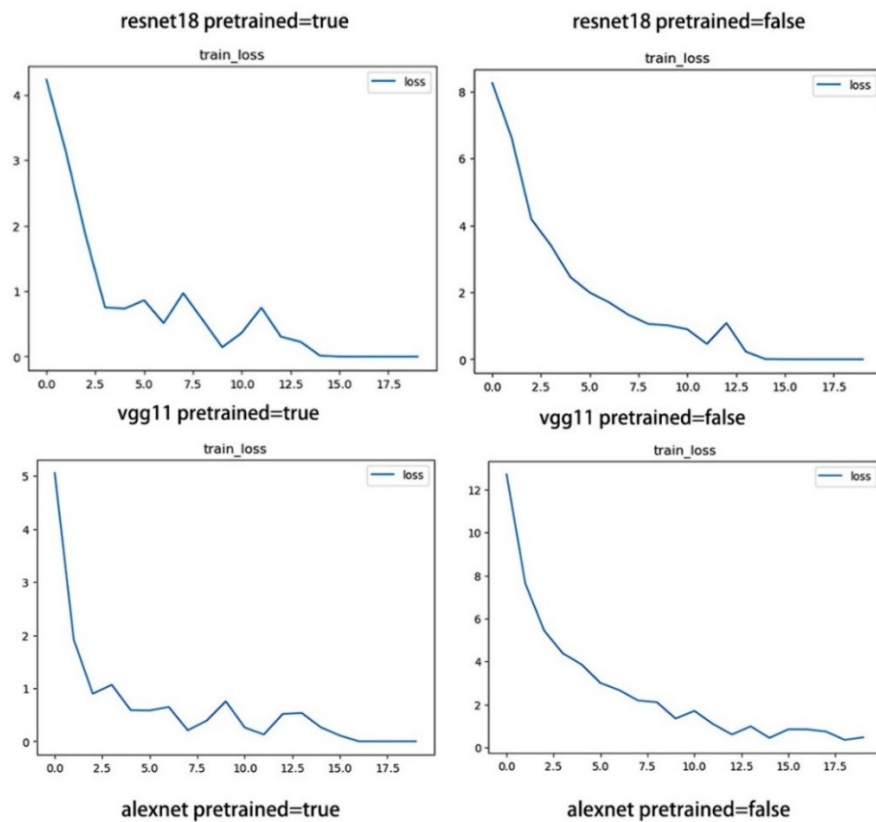 resnet18 pretrained=true
resnet18 pretrained=false
train_loss
loss
4
3
2
1
0
0.0 2.5 5.0 7.5 10.0 12.5 15.0 17.5
train_loss
loss
8
6
4
2
0
0.0 2.5 5.0 7.5 10.0 12.5 15.0 17.5
vgg11 pretrained=true
vgg11 pretrained=false
train_loss
loss
5
4
3
2
1
0
0.0 2.5 5.0 7.5 10.0 12.5 15.0 17.5
train_loss
loss
12
10
8
6
4
2
0
0.0 2.5 5.0 7.5 10.0 12.5 15.0 17.5
alexnet pretrained=true
alexnet pretrained=false